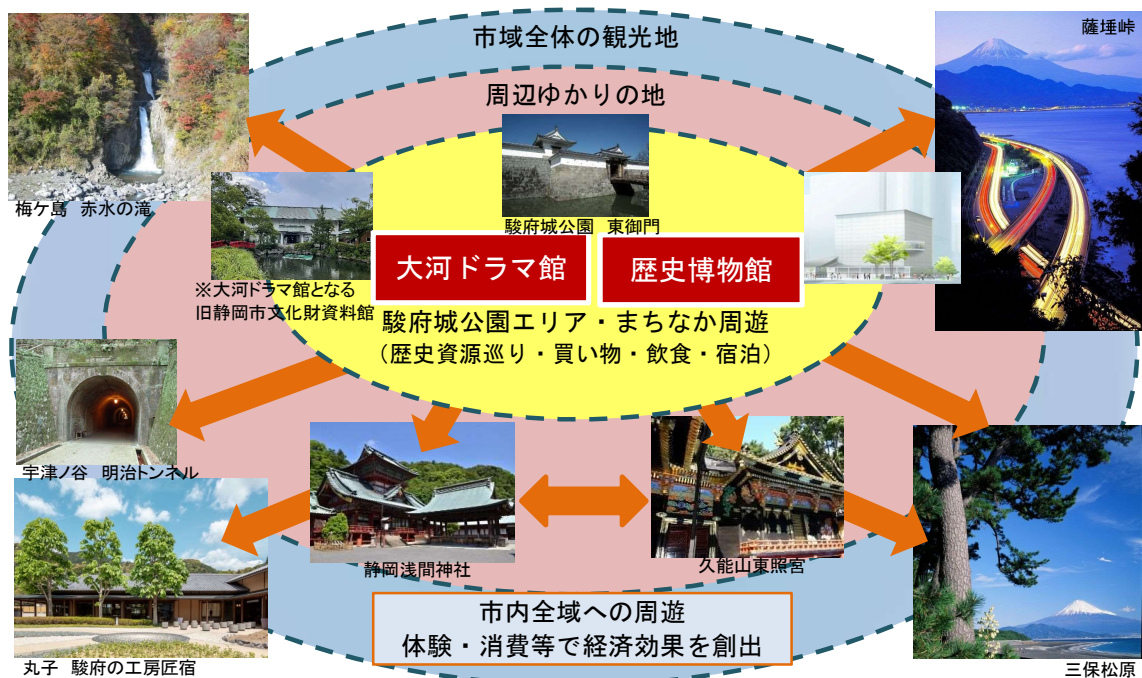 市域全体の観光地
薩埵峠
周辺ゆかりの地
梅ケ島　赤水の滝
駿府城公園　東御門
大河ドラマ館
歴史博物館
※大河ドラマ館となる
旧静岡市文化財資料館
駿府城公園エリア・まちなか周遊
（歴史資源巡り・買い物・飲食・宿泊）
宇津ノ谷　明治トンネル
静岡浅間神社
久能山東照宮
市内全域への周遊
体験・消費等で経済効果を創出
丸子　駿府の工房匠宿
三保松原